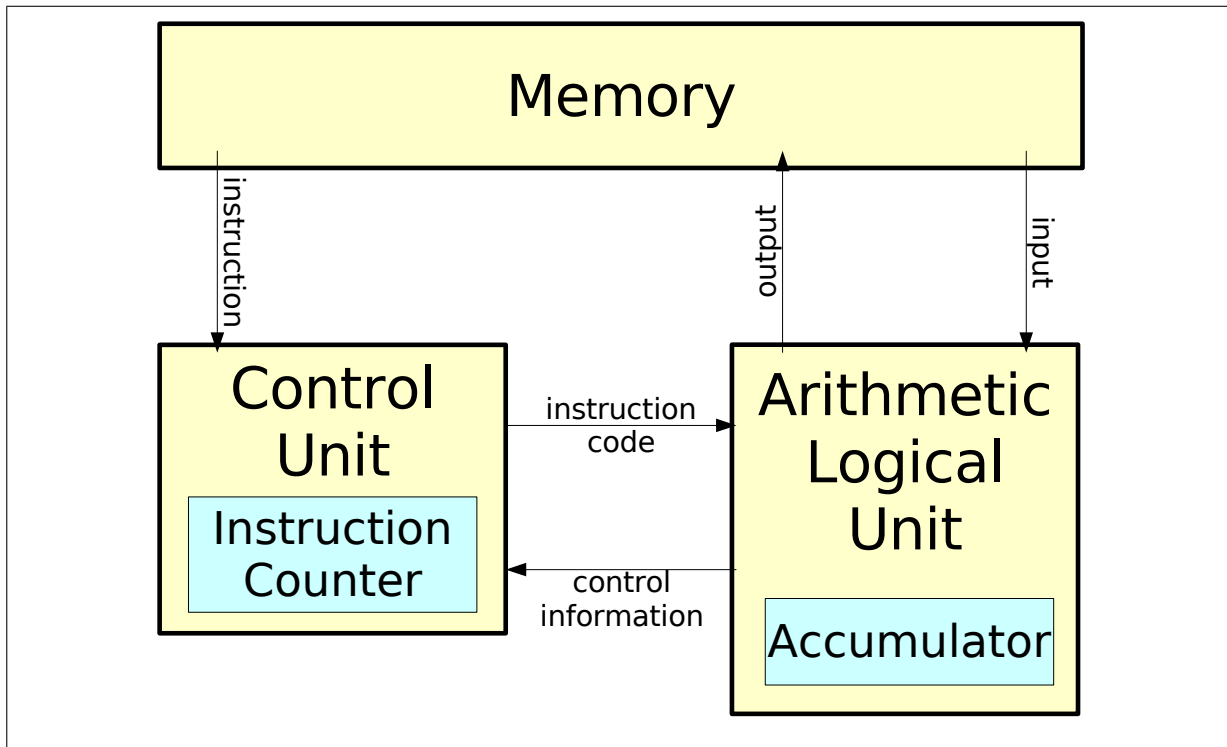 Memory
instruction
output
input
Control
Unit
Instruction
Counter
instruction
code
control
information
Arithmetic
Logical
Unit
Accumulator